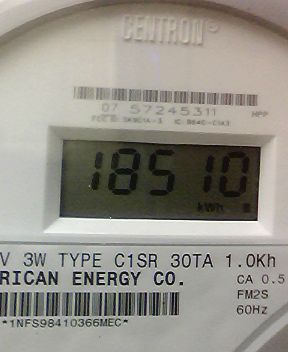 CENTRON®
07 57245311 HPP
18510
kWh
V 3W TYPE C1SR 30TA 1.0Kh
RICAN ENERGY CO.
CA 0.5
FM2S
60Hz
*1NFS98410366MEC*